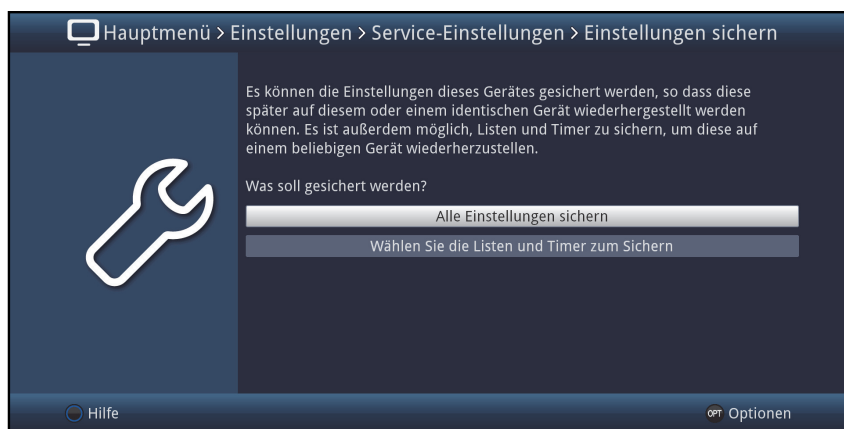 Hauptmenü > Einstellungen > Service-Einstellungen > Einstellungen sichern
Es können die Einstellungen dieses Gerätes gesichert werden, so dass diese
später auf diesem oder einem identischen Gerät wiederhergestellt werden
können. Es ist außerdem möglich, Listen und Timer zu sichern, um diese auf
einem beliebigen Gerät wiederherzustellen.
Was soll gesichert werden?
Alle Einstellungen sichern
Wählen Sie die Listen und Timer zum Sichern
Hilfe
OPT Optionen